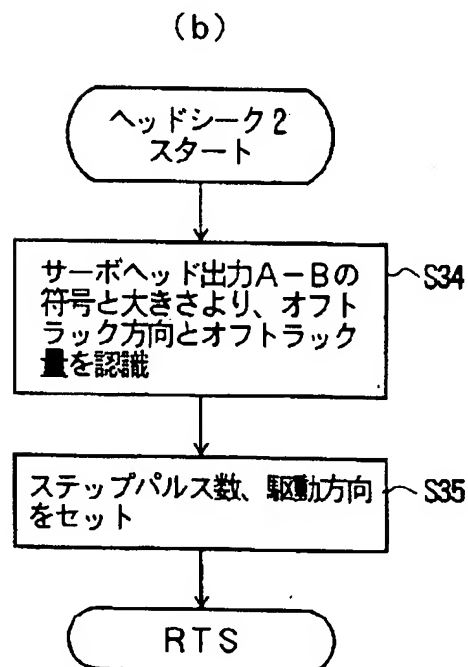 (b)
ヘッドシーク2
スタート
サーボヘッド出力A-Bの
符号と大きさより、オフト
ラック方向とオフトラック
量を認識
S34
ステップパルス数、駆動方向
をセット
S35
RTS